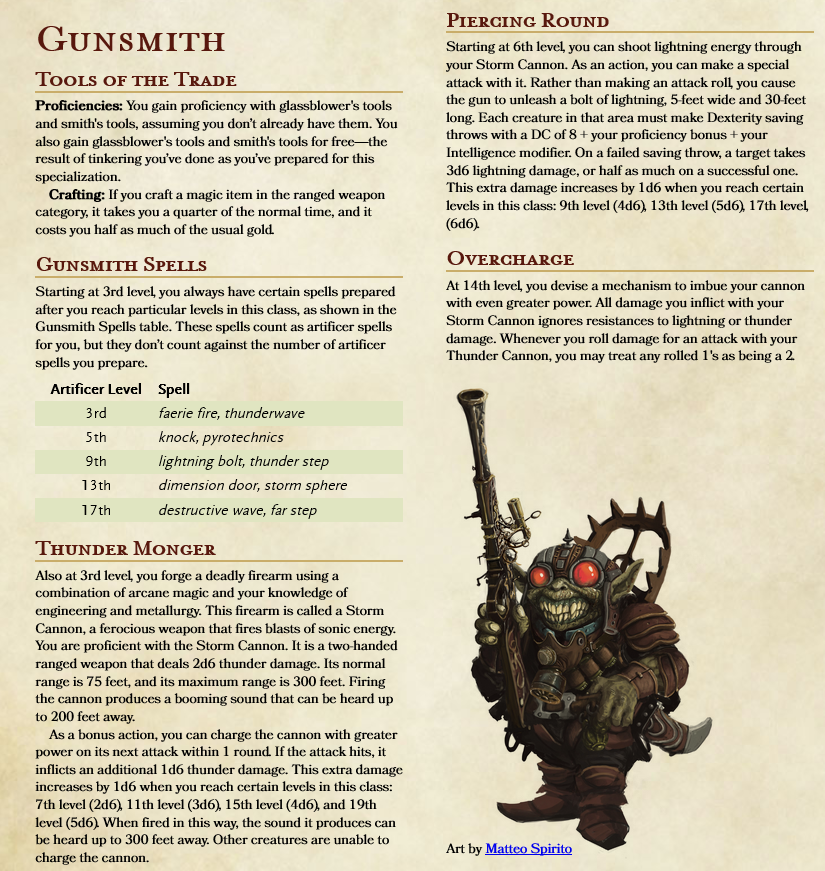 Gunsmith
Tools of the Trade
Proficiencies: You gain proficiency with glassblower's tools
and smith's tools, assuming you don't already have them. You
also gain glassblower's tools and smith's tools for free—the
result of tinkering you've done as you've prepared for this
specialization.
Crafting: If you craft a magic item in the ranged weapon
category, it takes you a quarter of the normal time, and it
costs you half as much of the usual gold.
Gunsmith Spells
Starting at 3rd level, you always have certain spells prepared
after you reach particular levels in this class, as shown in the
Gunsmith Spells table. These spells count as artificer spells
for you, but they don't count against the number of artificer
spells you prepare.
Artificer Level Spell
3rd faerie fire, thunderwave
5th knock, pyrotechnics
9th lightning bolt, thunder step
13th dimension door, storm sphere
17th destructive wave, far step
Thunder Monger
Also at 3rd level, you forge a deadly firearm using a
combination of arcane magic and your knowledge of
engineering and metallurgy. This firearm is called a Storm
Cannon, a ferocious weapon that fires blasts of sonic energy.
You are proficient with the Storm Cannon. It is a two-handed
ranged weapon that deals 2d6 thunder damage. Its normal
range is 75 feet, and its maximum range is 300 feet. Firing
the cannon produces a booming sound that can be heard up
to 200 feet away.
As a bonus action, you can charge the cannon with greater
power on its next attack within 1 round. If the attack hits, it
inflicts an additional 1d6 thunder damage. This extra damage
increases by 1d6 when you reach certain levels in this class:
7th level (2d6), 11th level (3d6), 15th level (4d6), and 19th
level (5d6). When fired in this way, the sound it produces can
be heard up to 300 feet away. Other creatures are unable to
charge the cannon.
Piercing Round
Starting at 6th level, you can shoot lightning energy through
your Storm Cannon. As an action, you can make a special
attack with it. Rather than making an attack roll, you cause
the gun to unleash a bolt of lightning, 5-feet wide and 30-feet
long. Each creature in that area must make Dexterity saving
throws with a DC of 8 + your proficiency bonus + your
Intelligence modifier. On a failed saving throw, a target takes
3d6 lightning damage, or half as much on a successful one.
This extra damage increases by 1d6 when you reach certain
levels in this class: 9th level (4d6), 13th level (5d6), 17th level,
(6d6).
Overcharge
At 14th level, you devise a mechanism to imbue your cannon
with even greater power. All damage you inflict with your
Storm Cannon ignores resistances to lightning or thunder
damage. Whenever you roll damage for an attack with your
Thunder Cannon, you may treat any rolled 1's as being a 2.
Art by Matteo Spirito